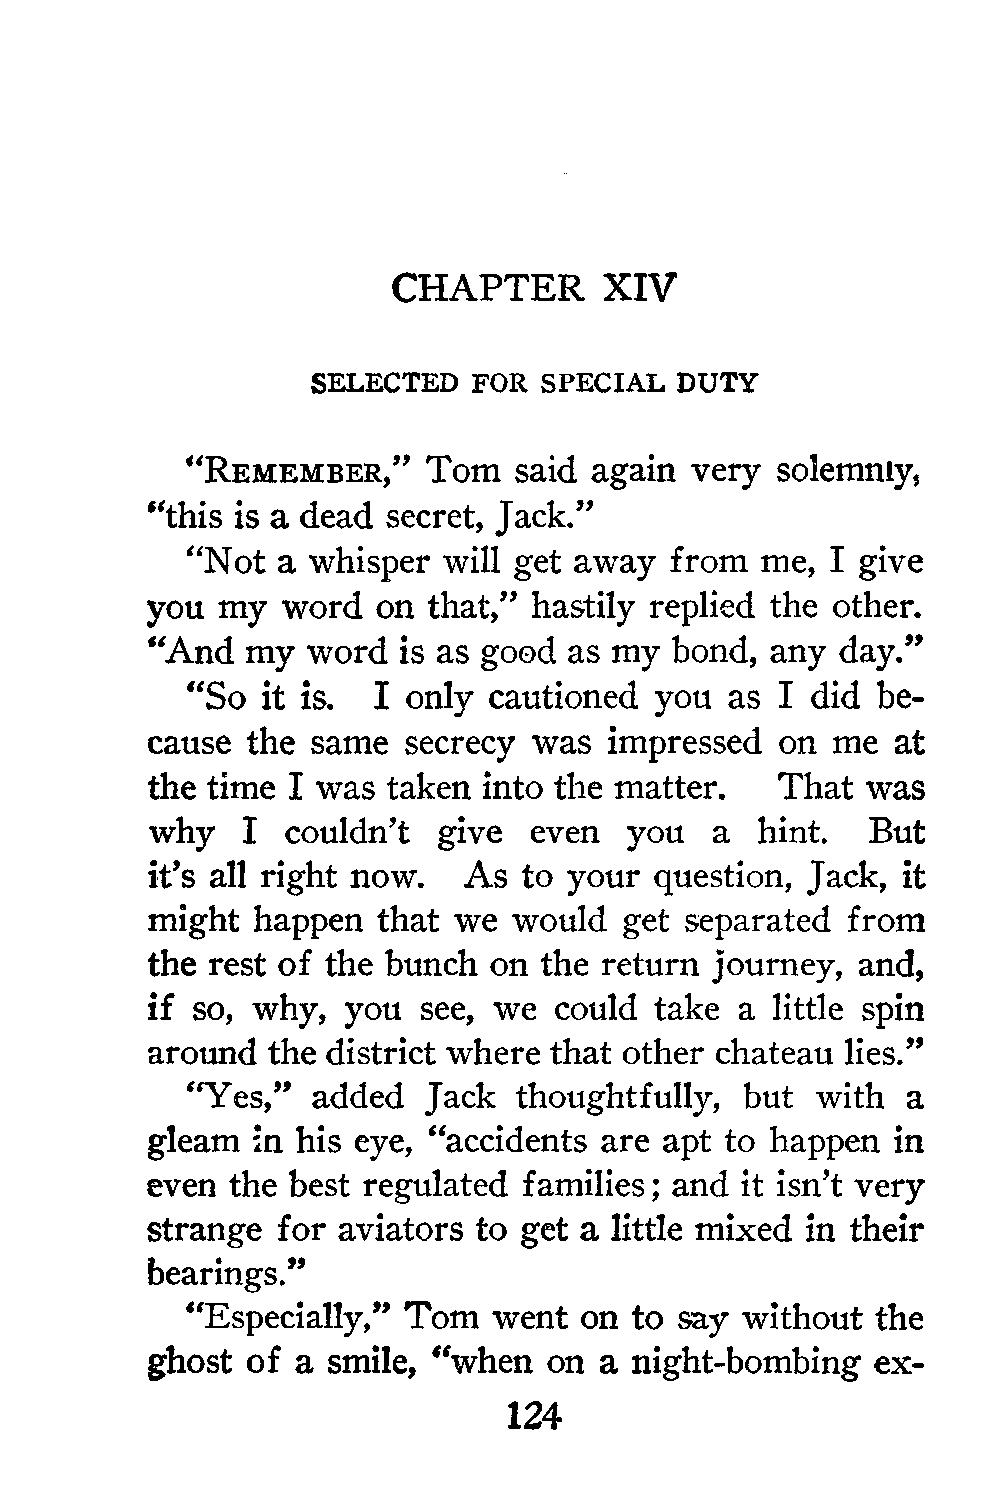 CHAPTER XIV
SELECTED FOR SPECIAL DUTY
“REMEMBER,” Tom said again very solemnly,
“this is a dead secret, Jack.”
“Not a whisper will get away from me, I give
you my word on that,” hastily replied the other.
“And my word is as good as my bond, any day.”
“So it is. I only cautioned you as I did be-
cause the same secrecy was impressed on me at
the time I was taken into the matter. That was
why I couldn’t give even you a hint. But
it’s all right now. As to your question, Jack, it
might happen that we would get separated from
the rest of the bunch on the return journey, and,
if so, why, you see, we could take a little spin
around the district where that other chateau lies.”
“Yes,” added Jack thoughtfully, but with a
gleam in his eye, “accidents are apt to happen in
even the best regulated families; and it isn’t very
strange for aviators to get a little mixed in their
bearings.”
“Especially,” Tom went on to say without the
ghost of a smile, “when on a night-bombing ex-
124